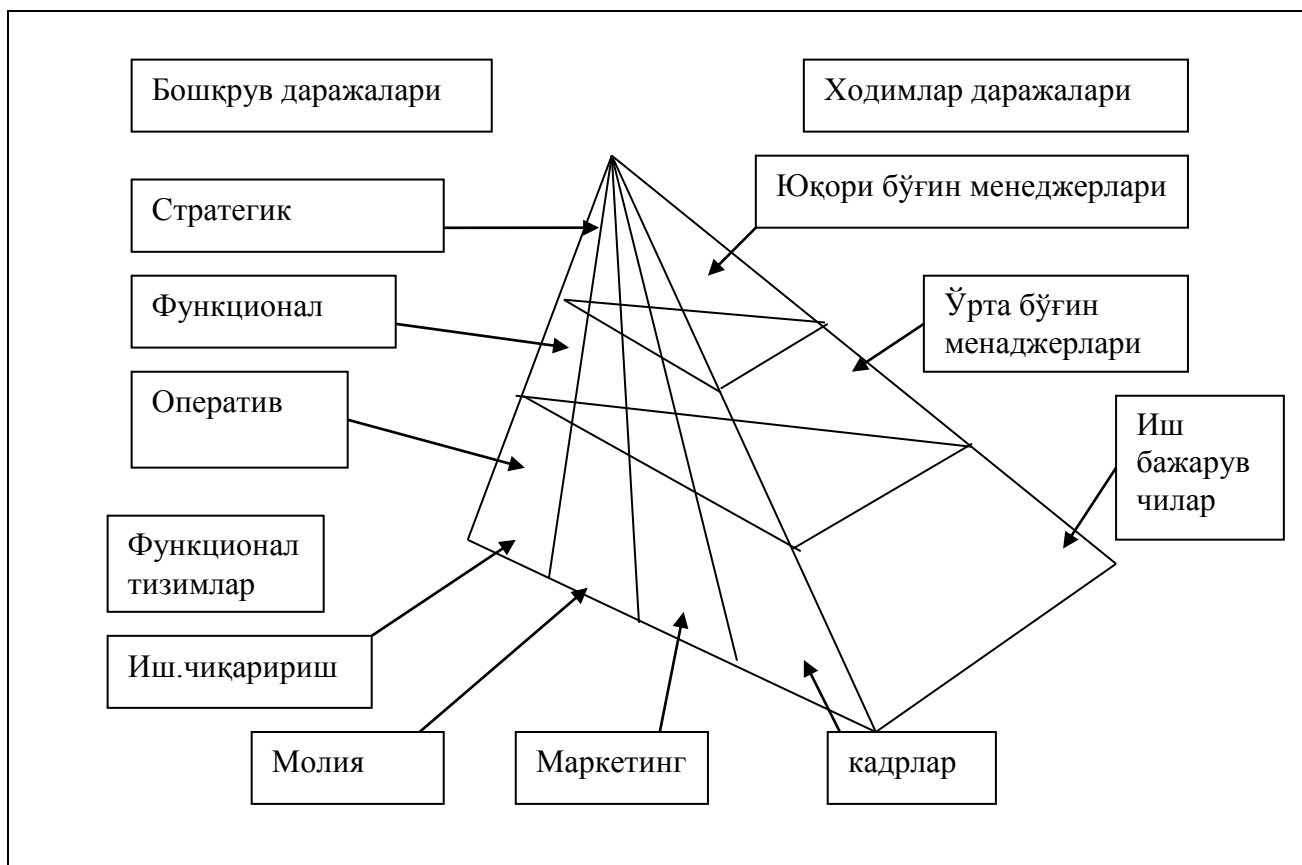 Бошқрув даражалари
Ходимлар даражалари
Стратегик
Юқори бўғин менеджерлари
Функционал
Ўрта бўғин
менаджерлари
Оператив
Иш
бажарув
чилар
Функционал
тизимлар
Иш.чиқаририш
Молия
Маркетинг
кадрлар